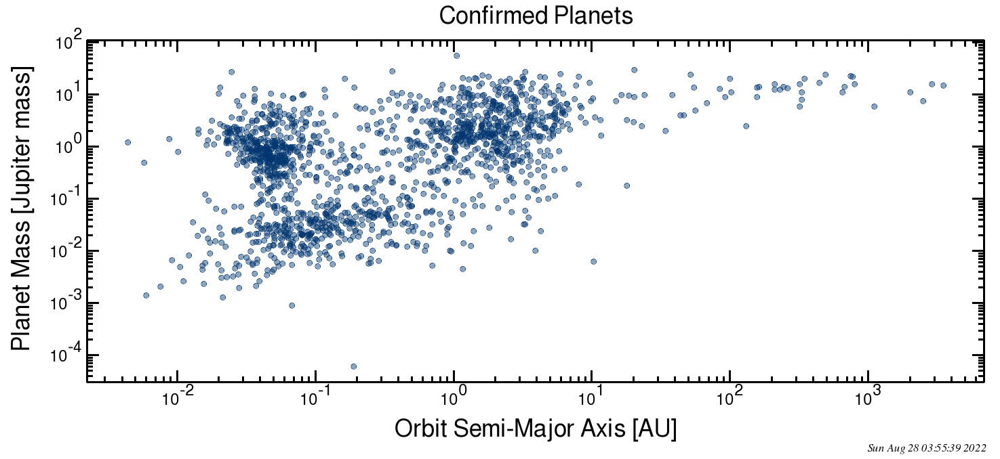 Confirmed Planets
Planet Mass [Jupiter mass]
10^2
10^1
10^0
10^-1
10^-2
10^-3
10^-4
10^-2 10^-1 10^0 10^1 10^2 10^3
Orbit Semi-Major Axis [AU]
Sun Aug 28 03:55:39 2022